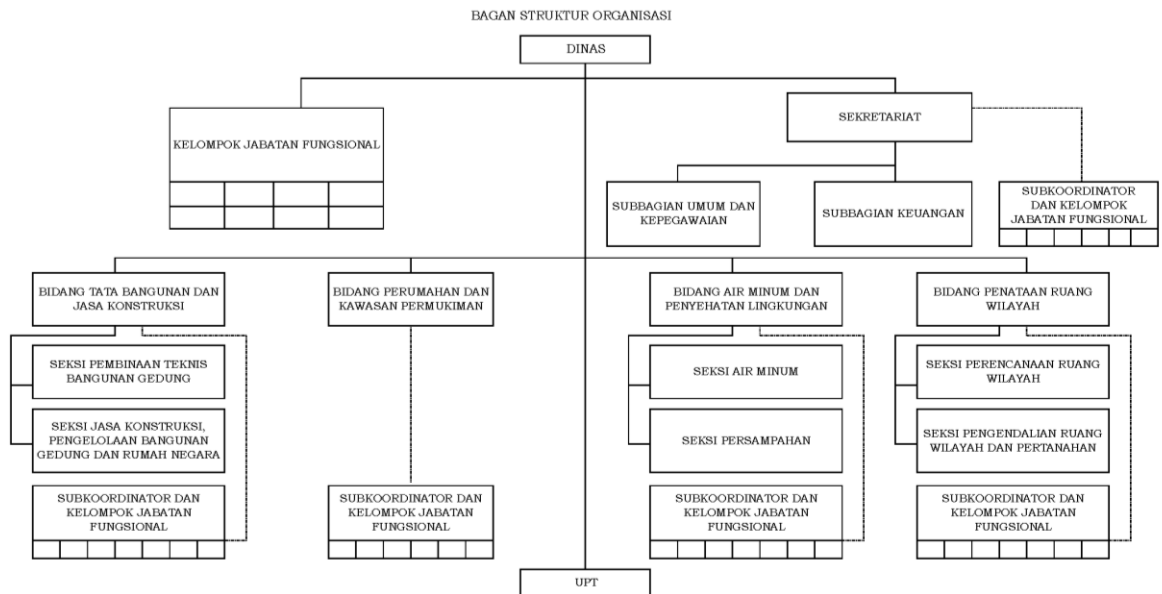 BAGAN STRUKTUR ORGANISASI
DINAS
KELOMPOK JABATAN FUNGSIONAL
SEKRETARIAT
SUBBAGIAN UMUM DAN
KEPEGAWAIAN
SUBBAGIAN KEUANGAN
SUBKOORDINATOR
DAN KELOMPOK
JABATAN FUNGSIONAL
BIDANG TATA BANGUNAN DAN
JASA KONSTRUKSI
BIDANG PERUMAHAN DAN
KAWASAN PERMUKIMAN
BIDANG AIR MINUM DAN
PENYEHATAN LINGKUNGAN
BIDANG PENATAAN RUANG
WILAYAH
SEKSI PEMBINAAN TEKNIS
BANGUNAN GEDUNG
SEKSI AIR MINUM
SEKSI PERENCANAAN RUANG
WILAYAH
SEKSI JASA KONSTRUKSI,
PENGELOLAAN BANGUNAN
GEDUNG DAN RUMAH NEGARA
SEKSI PERSAMPAHAN
SEKSI PENGENDALIAN RUANG
WILAYAH DAN PERTANAHAN
SUBKOORDINATOR DAN
KELOMPOK JABATAN
FUNGSIONAL
SUBKOORDINATOR DAN
KELOMPOK JABATAN
FUNGSIONAL
SUBKOORDINATOR DAN
KELOMPOK JABATAN
FUNGSIONAL
SUBKOORDINATOR DAN
KELOMPOK JABATAN
FUNGSIONAL
UPT